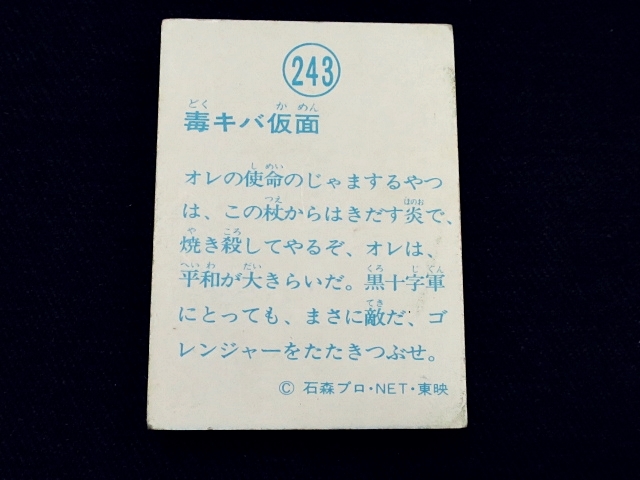 243
毒キバ仮面
オレの使命のじゃまするやつ
は、この杖からはきだす炎で、
焼き殺してやるぞ、オレは、
平和が大きらいだ。黒十字軍
にとっても、まさに敵だ、ゴ
レンジャーをたたきつぶせ。
© 石森プロ・NET・東映